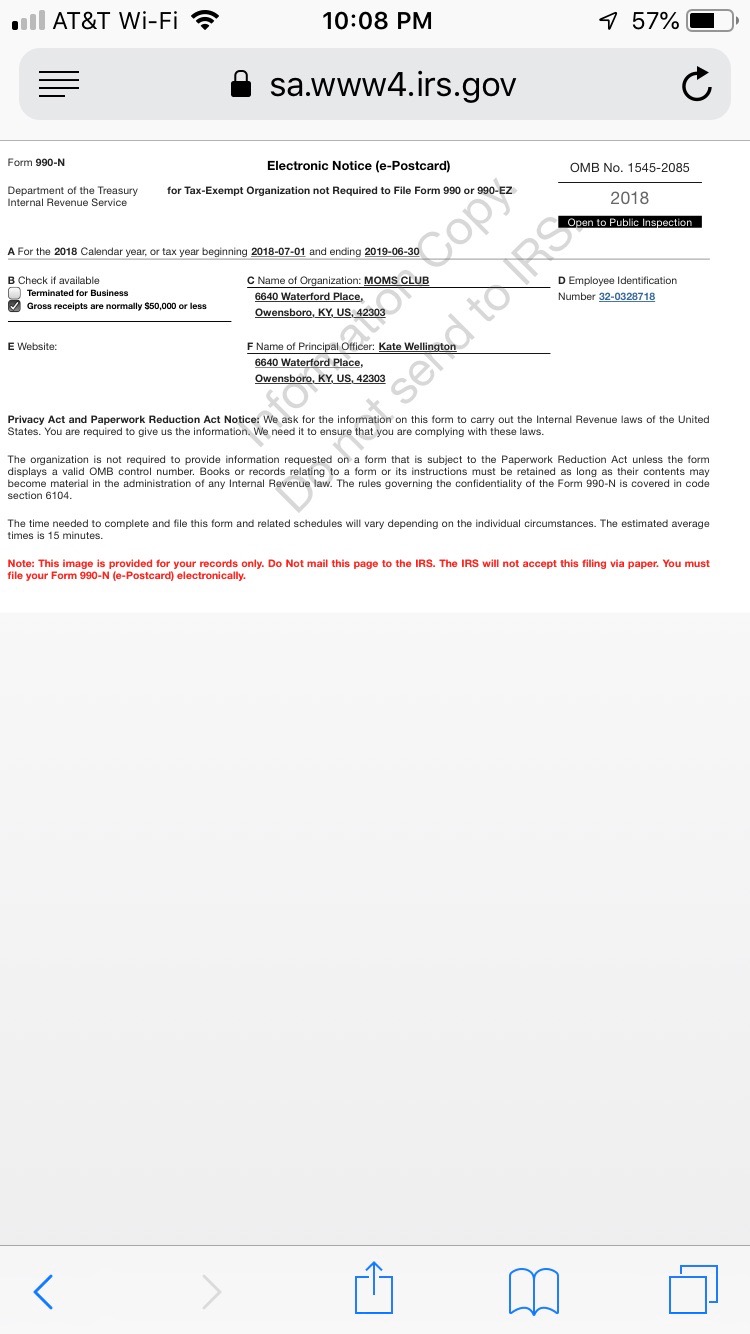 AT&T Wi-Fi 10:08 PM 57%
sa.www4.irs.gov
Form 990-N
Electronic Notice (e-Postcard)
OMB No. 1545-2085
Department of the Treasury
Internal Revenue Service
for Tax-Exempt Organization not Required to File Form 990 or 990-EZ
2018
Open to Public Inspection
A For the 2018 Calendar year, or tax year beginning 2018-07-01 and ending 2019-06-30
B Check if available
Terminated for Business
Gross receipts are normally $50,000 or less
C Name of Organization: MOMS CLUB
6640 Waterford Place,
Owensboro, KY, US, 42303
D Employee Identification
Number 32-0328718
E Website:
F Name of Principal Officer: Kate Wellington
6640 Waterford Place,
Owensboro, KY, US, 42303
Information Copy.
Do not send to IRS.
Privacy Act and Paperwork Reduction Act Notice: We ask for the information on this form to carry out the Internal Revenue laws of the United
States. You are required to give us the information. We need it to ensure that you are complying with these laws.
The organization is not required to provide information requested on a form that is subject to the Paperwork Reduction Act unless the form
displays a valid OMB control number. Books or records relating to a form or its instructions must be retained as long as their contents may
become material in the administration of any Internal Revenue law. The rules governing the confidentiality of the Form 990-N is covered in code
section 6104.
The time needed to complete and file this form and related schedules will vary depending on the individual circumstances. The estimated average
times is 15 minutes.
Note: This image is provided for your records only. Do Not mail this page to the IRS. The IRS will not accept this filing via paper. You must
file your Form 990-N (e-Postcard) electronically.